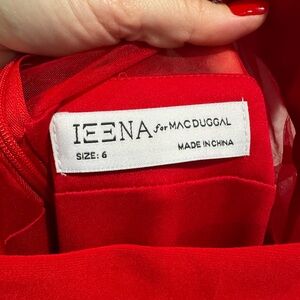 IEENA for MAC DUGGAL
SIZE: 6 MADE IN CHINA